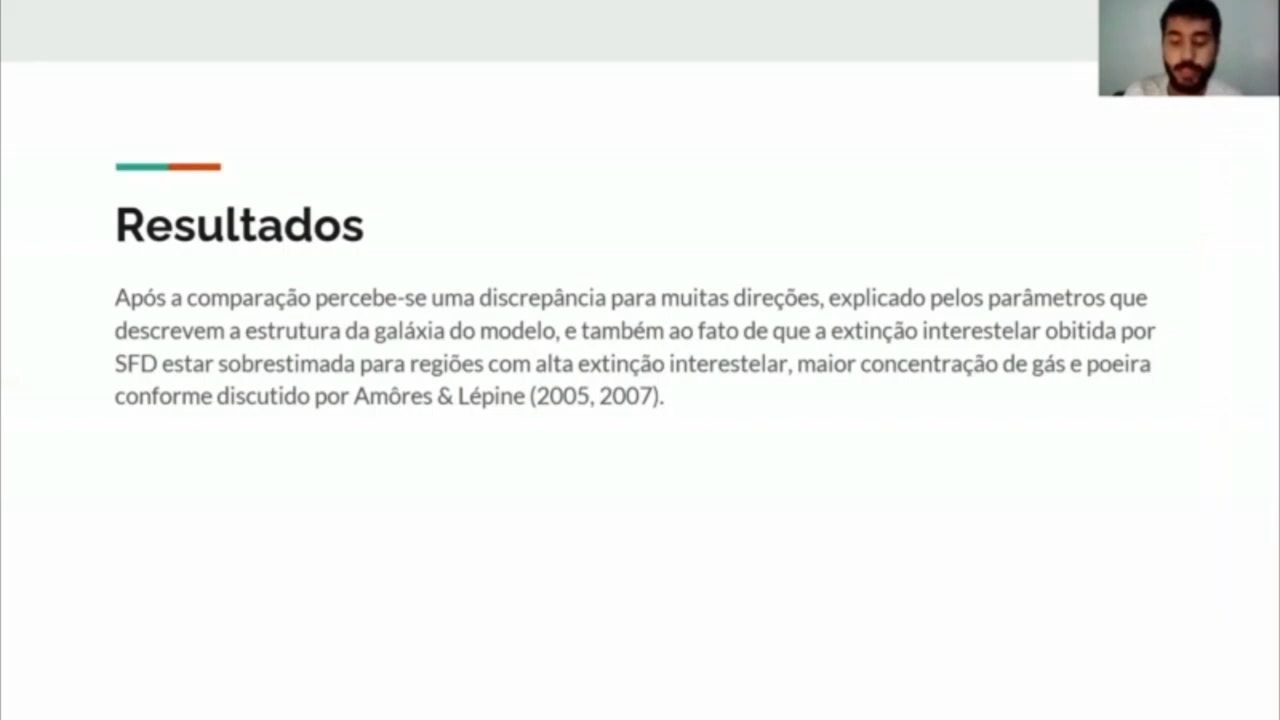 Resultados
Após a comparação percebe-se uma discrepância para muitas direções, explicado pelos parâmetros que
descrevem a estrutura da galáxia do modelo, e também ao fato de que a extinção interestelar obitida por
SFD estar sobrestimada para regiões com alta extinção interestelar, maior concentração de gás e poeira
conforme discutido por Amôres & Lépine (2005, 2007).